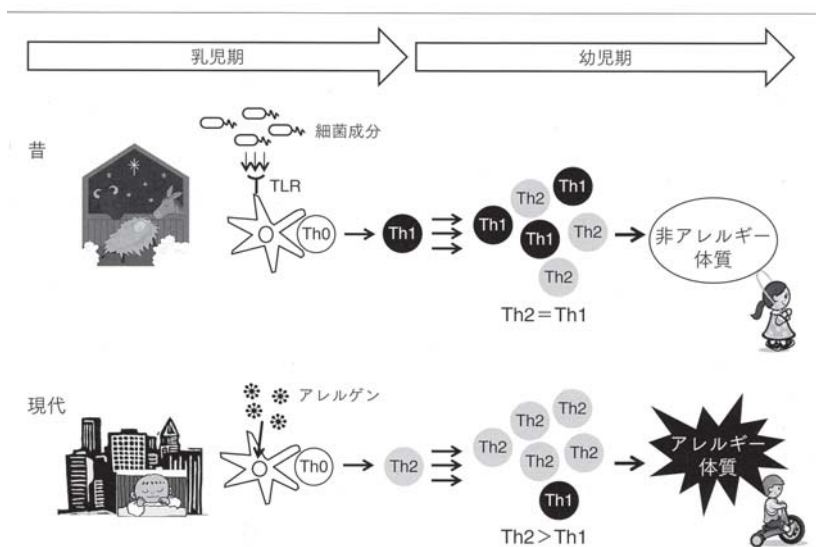 乳児期
幼児期
昔
細菌成分
TLR
Th0
Th1
Th1
Th2
Th1
Th1
Th2
Th2
Th2＝Th1
非アレルギー
体質
現代
アレルゲン
Th0
Th2
Th2
Th2
Th2
Th2
Th2
Th2
Th1
Th2＞Th1
アレルギー
体質